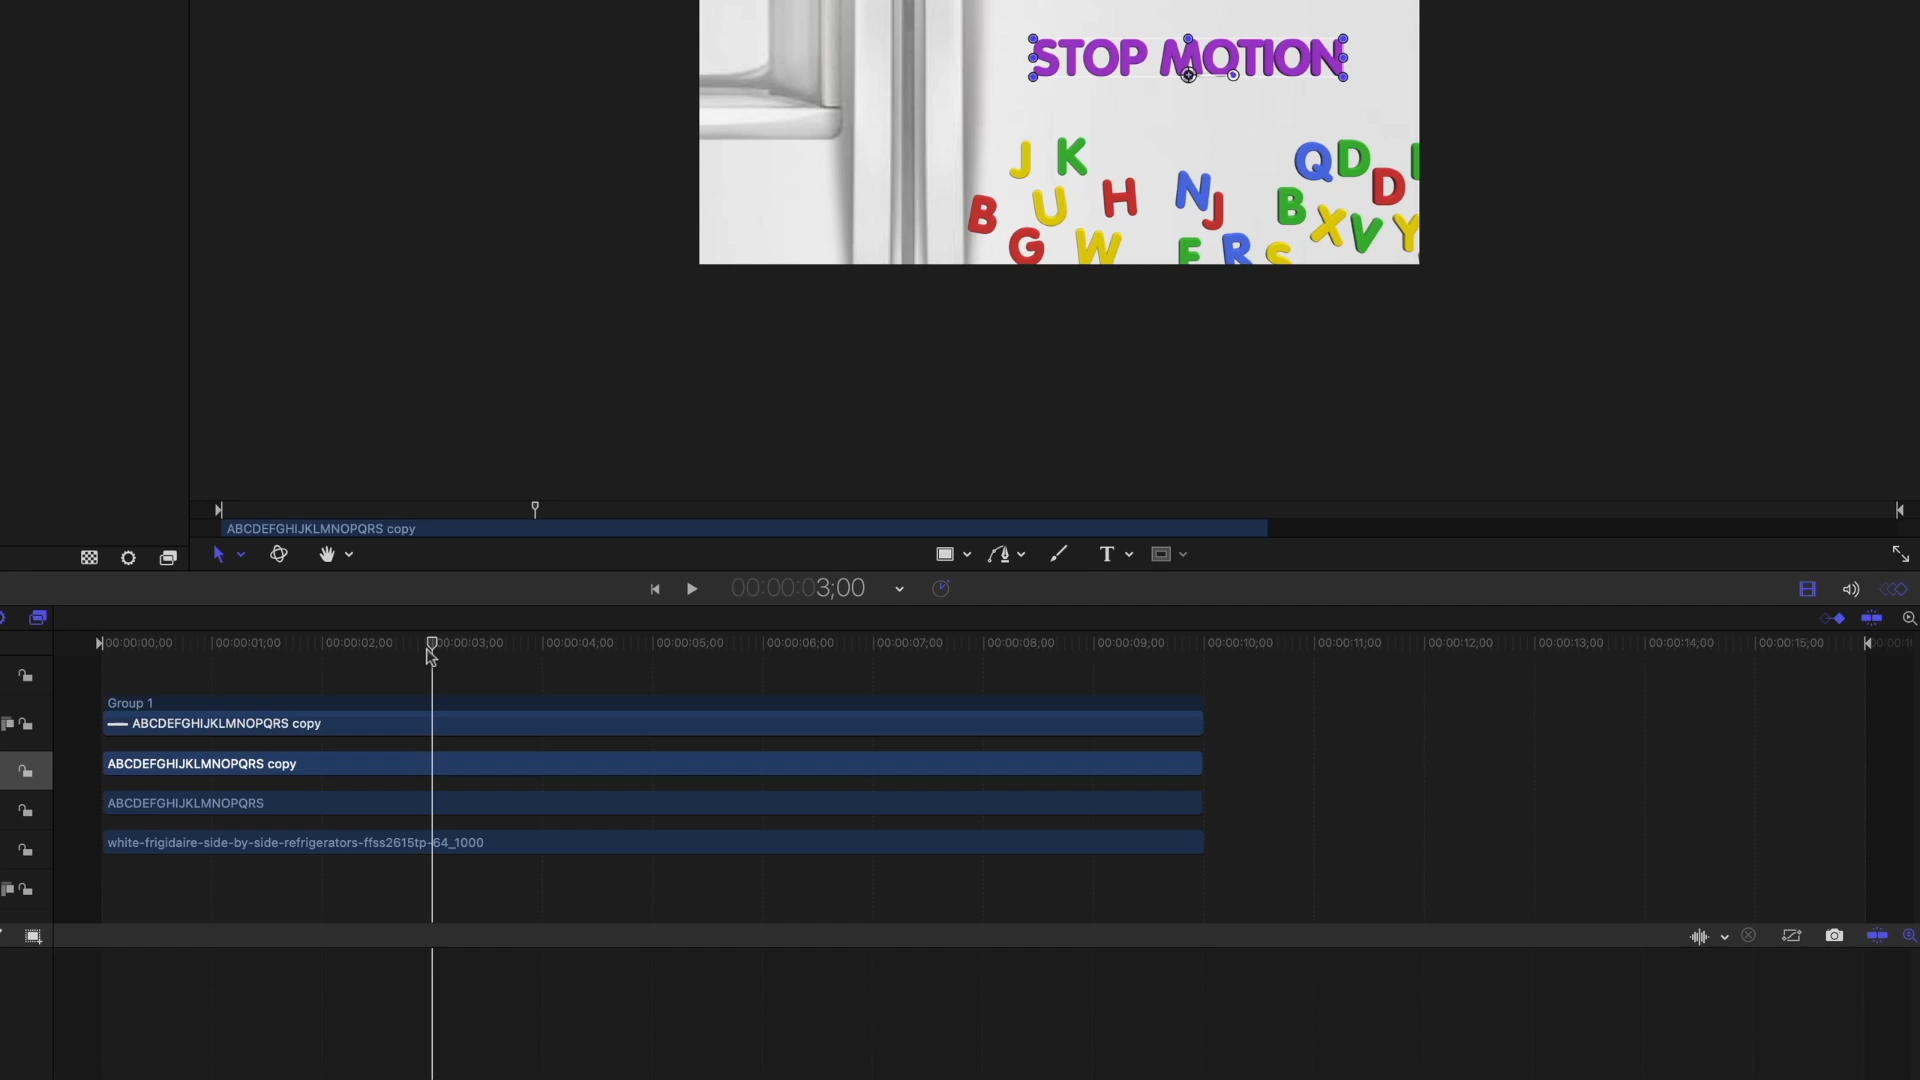 STOP MOTION
J K Q D
B U H N J B D
G W X V Y
F R S
ABCDEFGHIJKLMNOPQRS copy
T
00:00:03;00
00:00:00;00 00:00:01;00 00:00:02;00 00:00:03;00 00:00:04;00 00:00:05;00 00:00:06;00 00:00:07;00 00:00:08;00 00:00:09;00 00:00:10;00 00:00:11;00 00:00:12;00 00:00:13;00 00:00:14;00 00:00:15;00
Group 1
ABCDEFGHIJKLMNOPQRS copy
ABCDEFGHIJKLMNOPQRS copy
ABCDEFGHIJKLMNOPQRS
white-frigidaire-side-by-side-refrigerators-ffss2615tp-64_1000